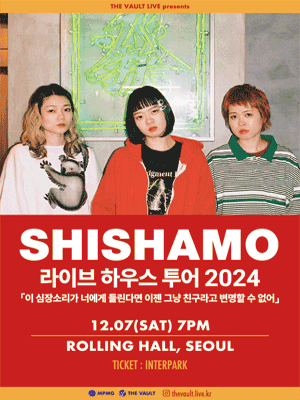 THE VAULT LIVE presents
SHISHAMO
라이브 하우스 투어 2024
「이 심장소리가 너에게 들린다면 이젠 그냥 친구라고 변명할 수 없어」
12.07(SAT) 7PM
ROLLING HALL, SEOUL
TICKET : INTERPARK
MPMG THE VAULT thevault.live.kr